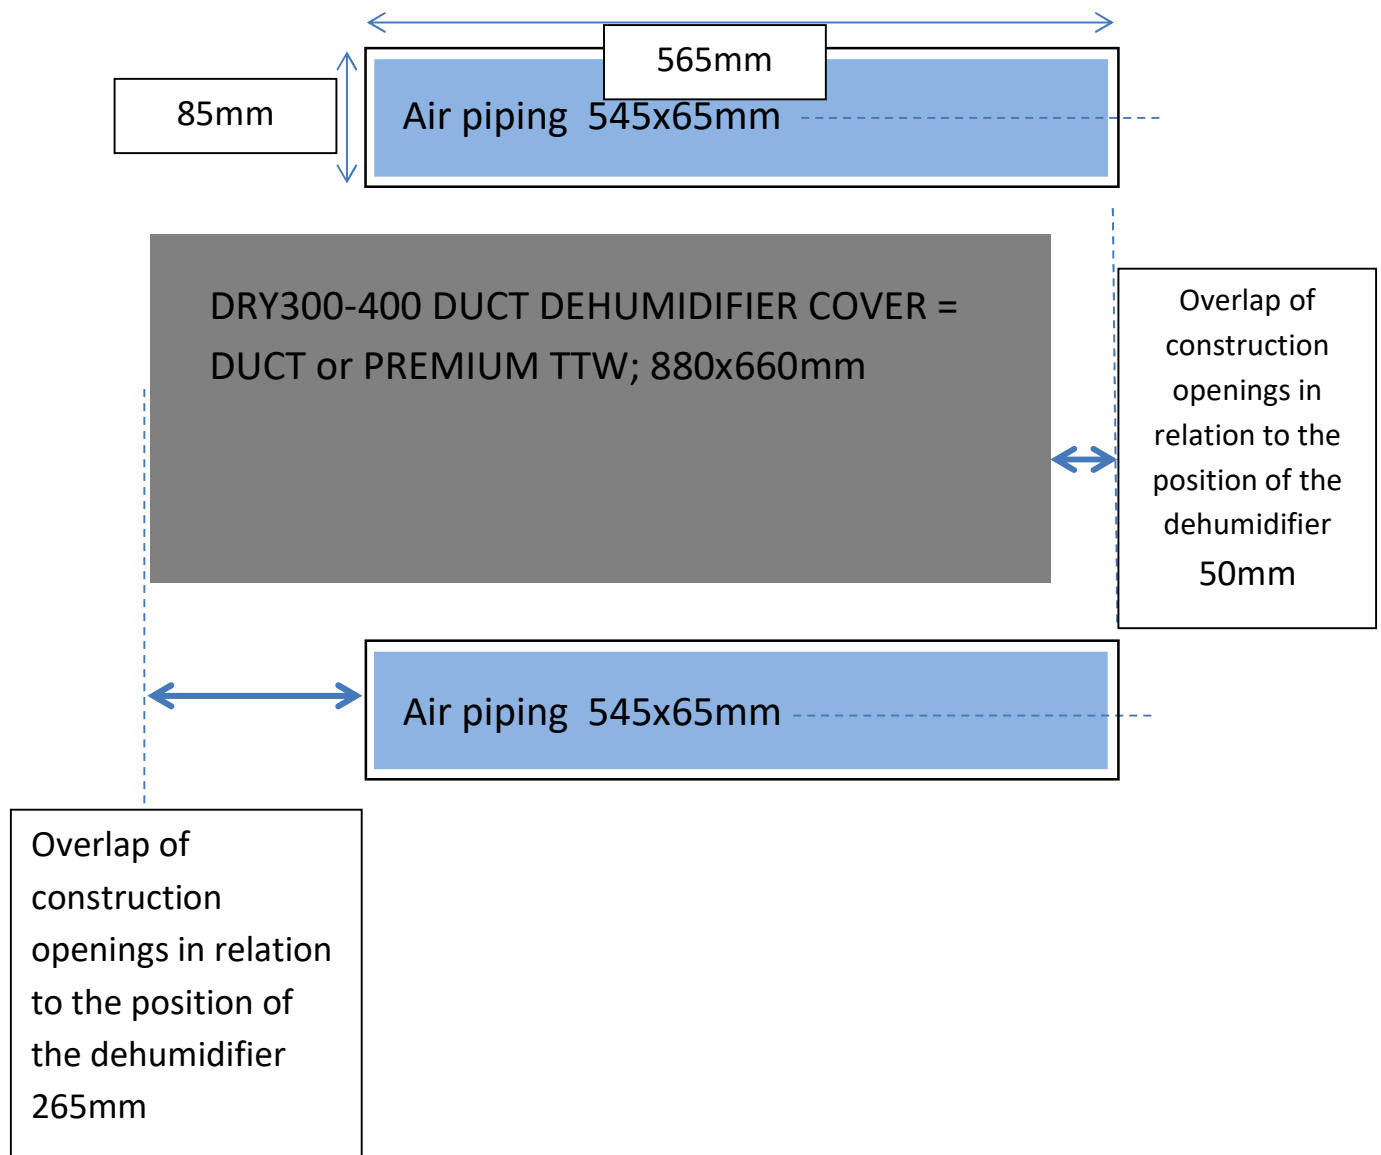 565mm
85mm
Air piping  545x65mm
DRY300-400 DUCT DEHUMIDIFIER COVER =
DUCT or PREMIUM TTW; 880x660mm
Overlap of
construction
openings in
relation to the
position of the
dehumidifier
50mm
Air piping  545x65mm
Overlap of
construction
openings in relation
to the position of
the dehumidifier
265mm